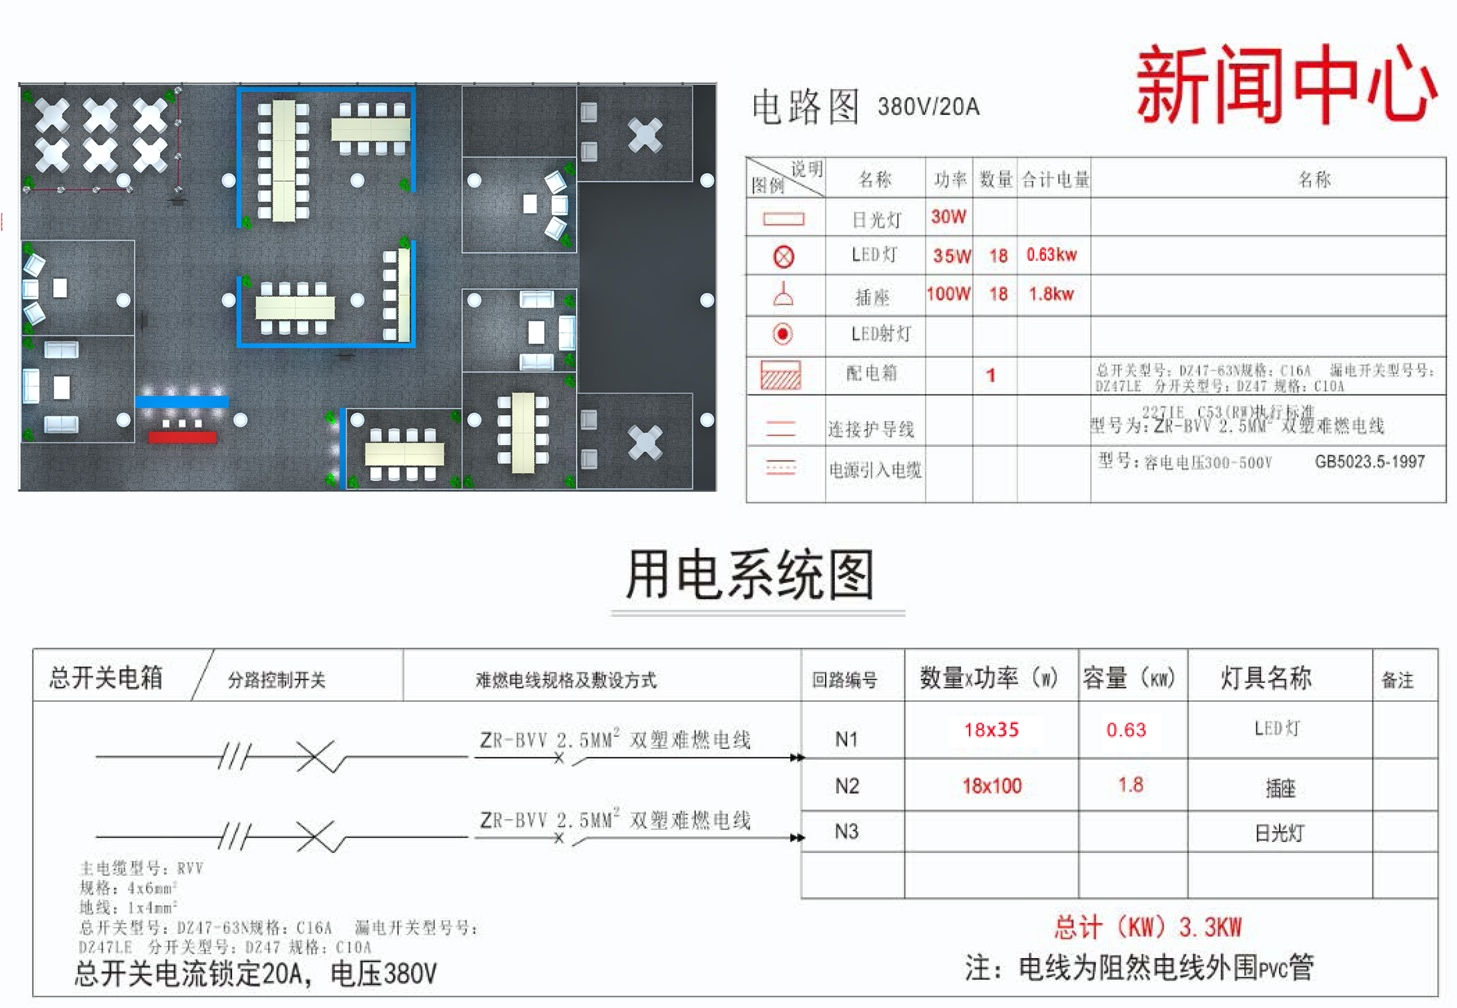 新闻中心
电路图 380V/20A
说明
图例
名称 功率 数量 合计电量 名称
日光灯 30W
LED灯 35W 18 0.63kw
插座 100W 18 1.8kw
LED射灯
配电箱 1 总开关型号: DZ47-63N规格: C16A 漏电开关型号号:
DZ47LE 分开关型号: DZ47 规格: C10A
227IE C53(RW)执行标准
连接护导线 型号为:ZR-BVV 2.5MM² 双塑难燃电线
电源引入电缆 型号: 容电电压300-500V GB5023.5-1997
用电系统图
总开关电箱 分路控制开关 难燃电线规格及敷设方式 回路编号 数量x功率（W） 容量（KW） 灯具名称 备注
ZR-BVV 2.5MM² 双塑难燃电线 N1 18x35 0.63 LED灯
N2 18x100 1.8 插座
ZR-BVV 2.5MM² 双塑难燃电线 N3 日光灯
主电缆型号: RVV
规格: 4x6mm²
地线: 1x4mm²
总开关型号: DZ47-63N规格: C16A 漏电开关型号号:
DZ47LE 分开关型号: DZ47 规格: C10A
总开关电流锁定20A，电压380V
总计（KW）3.3KW
注: 电线为阻然电线外围PVC管